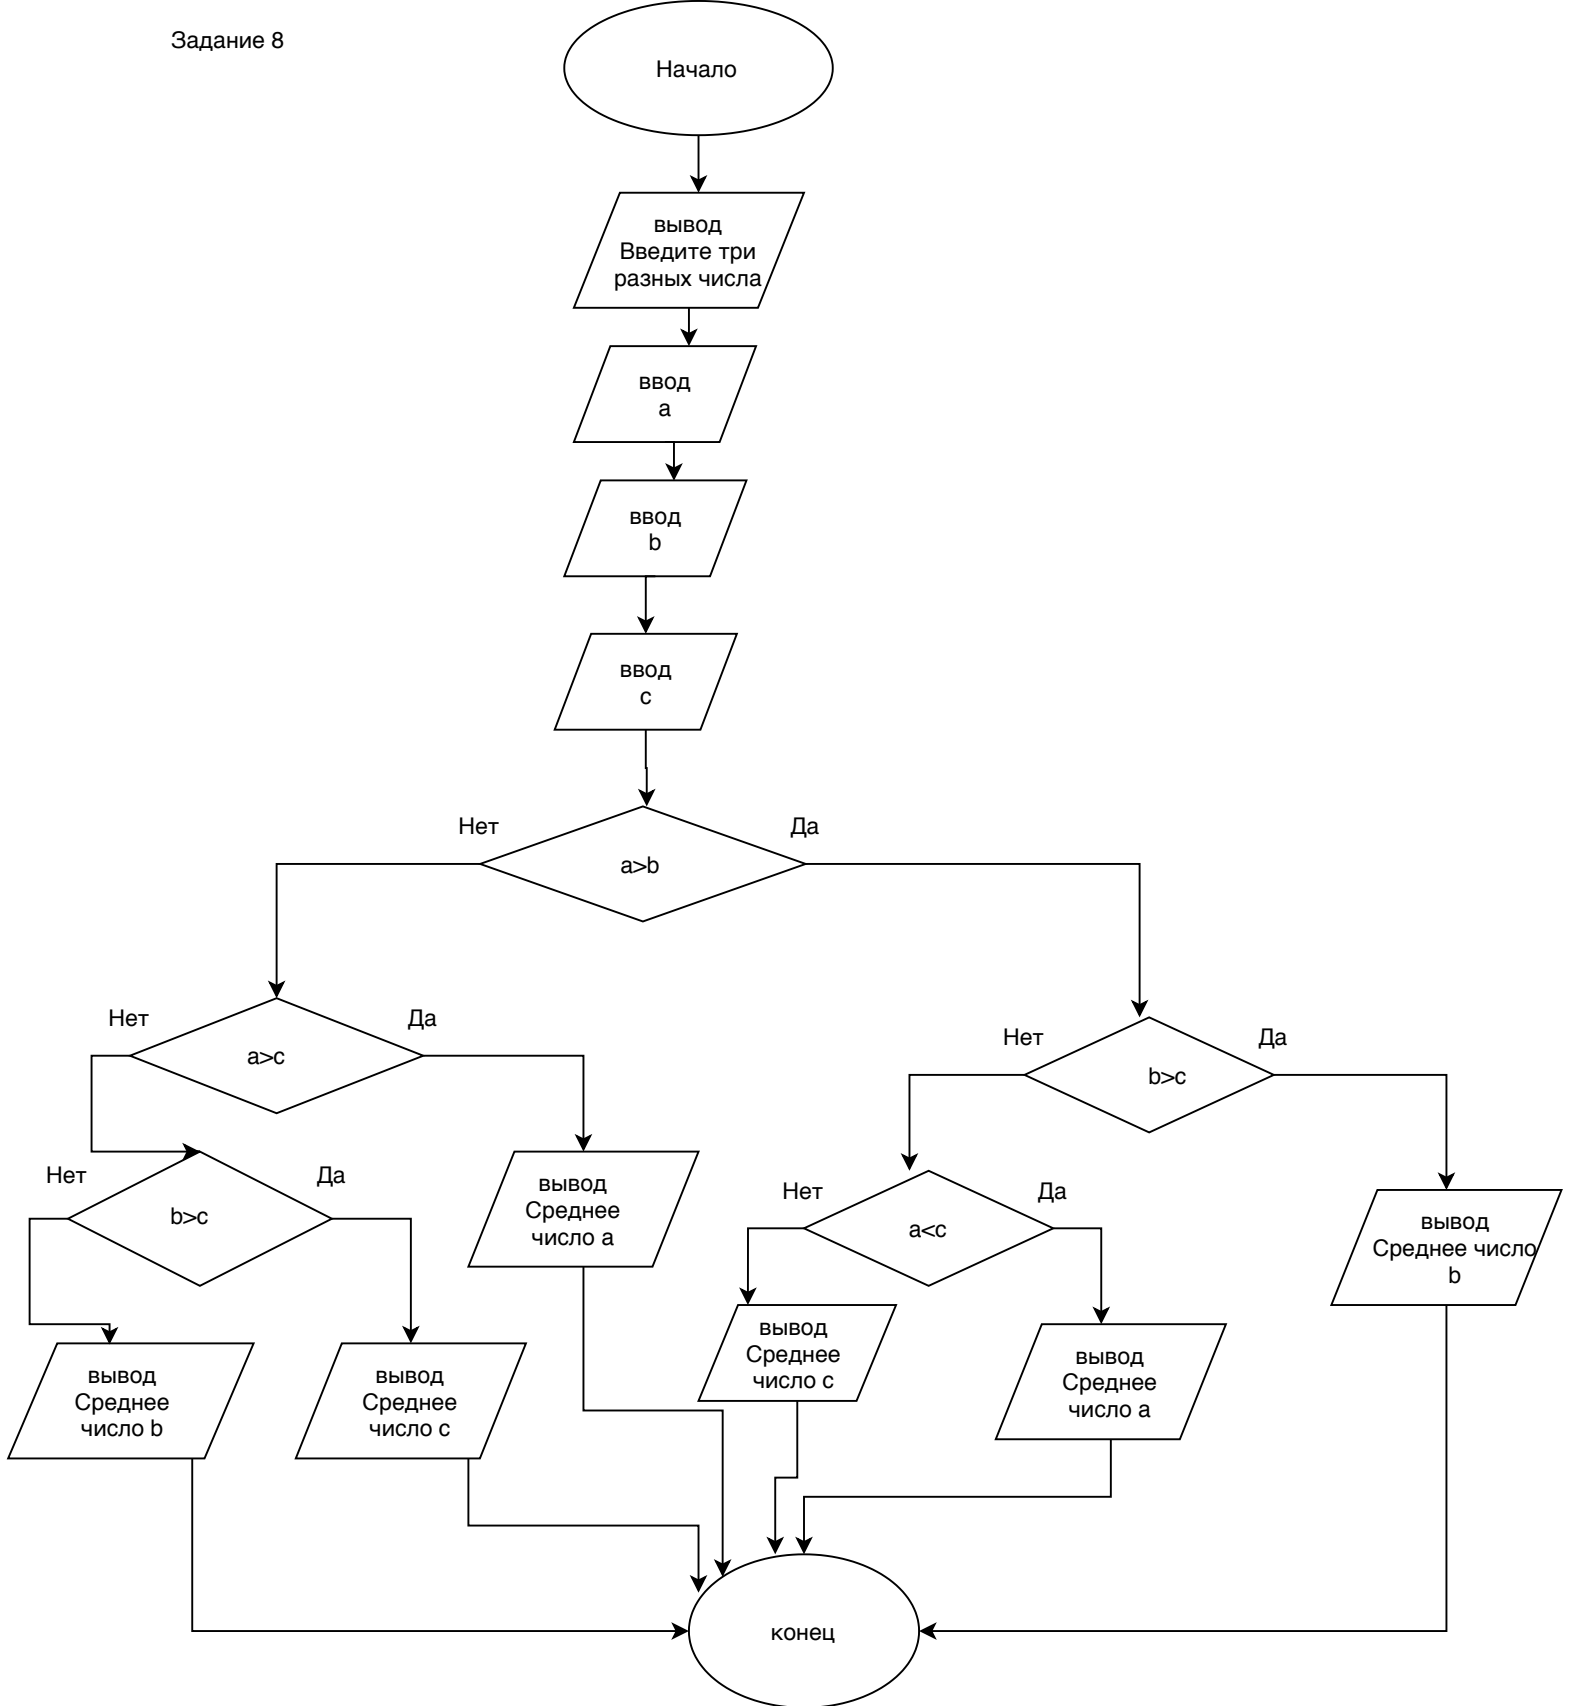 Задание 8
Начало
вывод
Введите три
разных числа
ввод
a
ввод
b
ввод
c
Нет
Да
a>b
Нет
Да
a>c
Нет
Да
b>c
Нет
Да
b>c
вывод
Среднее
число a
Нет
Да
a<c
вывод
Среднее число
b
вывод
Среднее
число b
вывод
Среднее
число c
вывод
Среднее
число c
вывод
Среднее
число a
конец